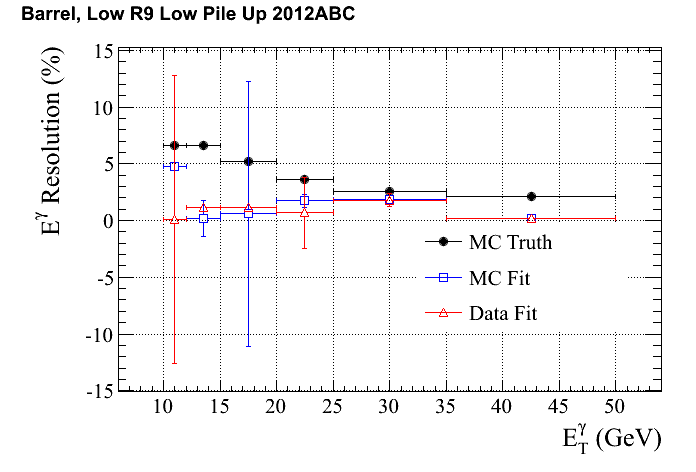 Barrel, Low R9 Low Pile Up 2012ABC
E^γ Resolution (%)
15
10
5
0
-5
-10
-15
MC Truth
MC Fit
Data Fit
10 15 20 25 30 35 40 45 50
E_T^γ (GeV)